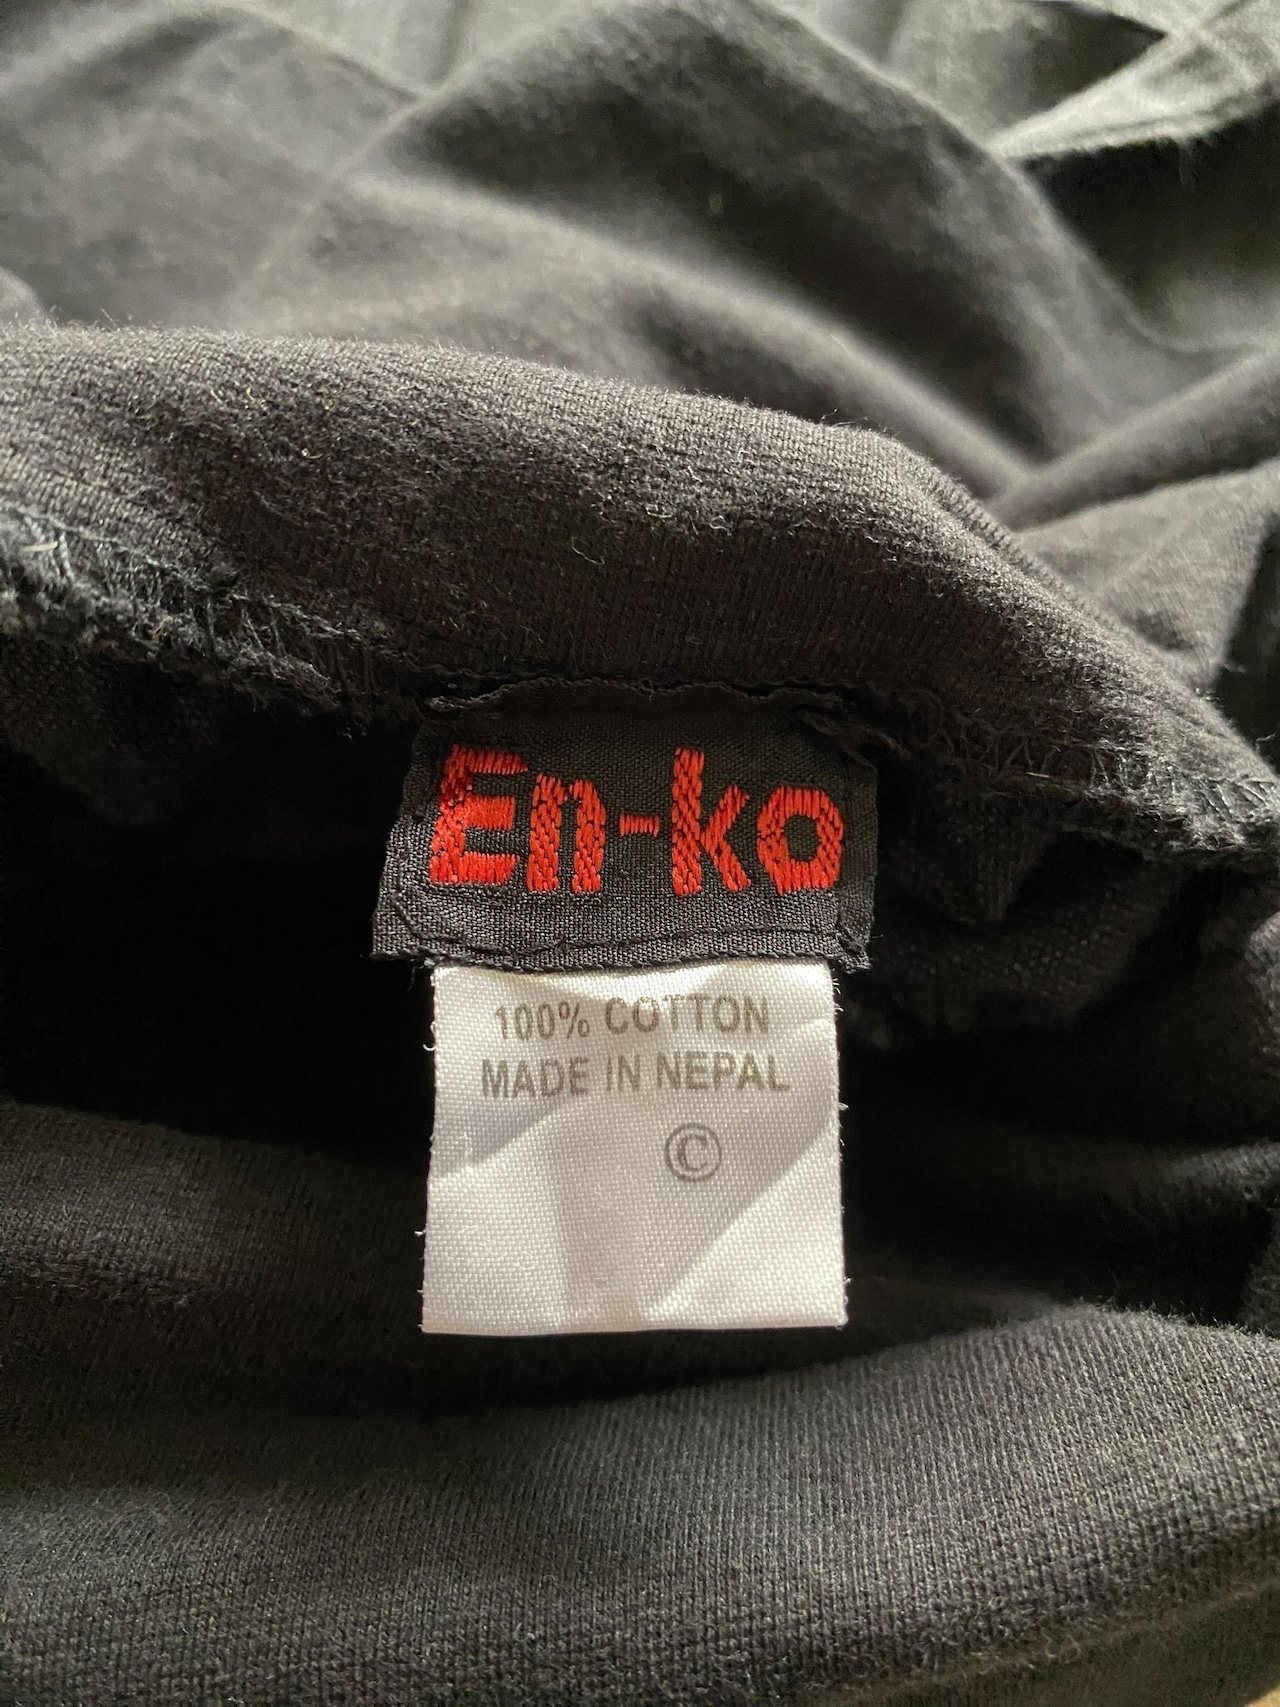 En-ko
100% COTTON
MADE IN NEPAL
©